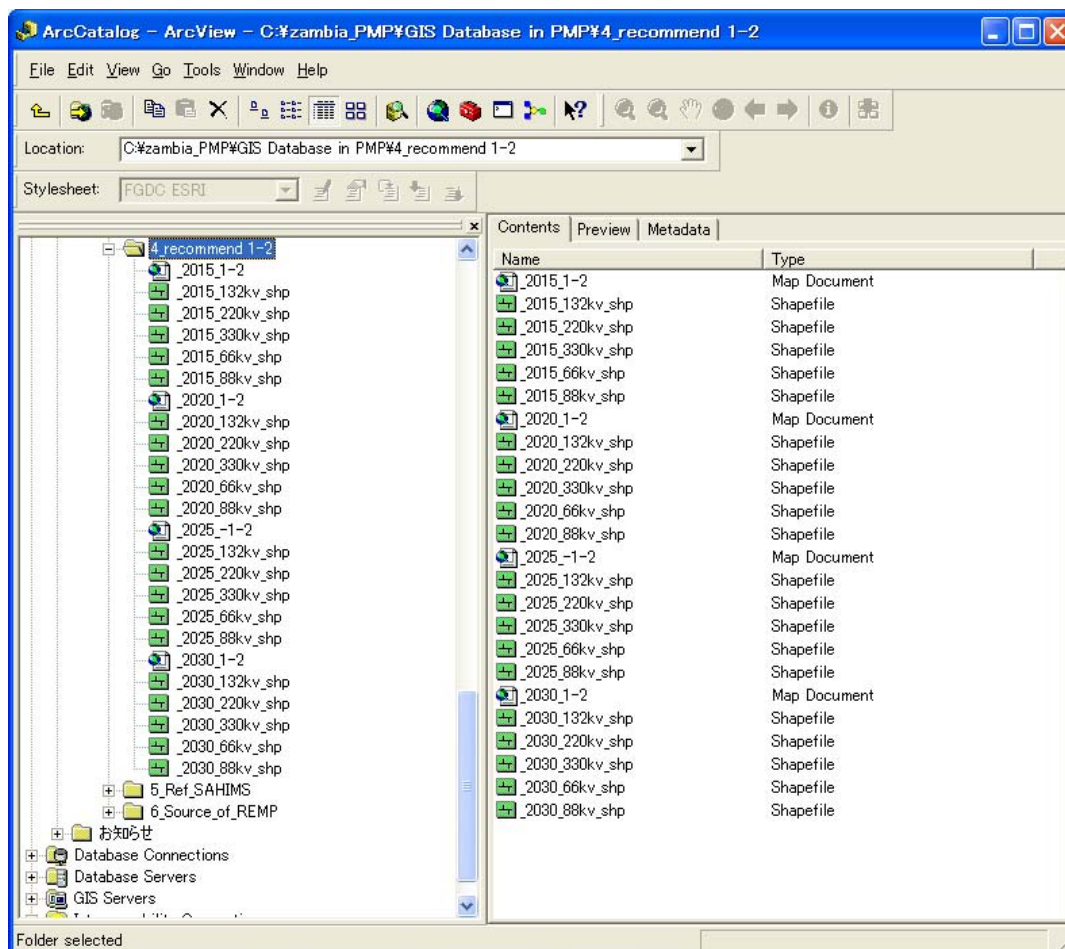 ArcCatalog - ArcView - C:¥zambia_PMP¥GIS Database in PMP¥4_recommend 1-2
File Edit View Go Tools Window Help
Location: C:¥zambia_PMP¥GIS Database in PMP¥4_recommend 1-2
Stylesheet: FGDC ESRI
4_recommend 1-2
_2015_1-2
_2015_132kv_shp
_2015_220kv_shp
_2015_330kv_shp
_2015_66kv_shp
_2015_88kv_shp
_2020_1-2
_2020_132kv_shp
_2020_220kv_shp
_2020_330kv_shp
_2020_66kv_shp
_2020_88kv_shp
_2025_-1-2
_2025_132kv_shp
_2025_220kv_shp
_2025_330kv_shp
_2025_66kv_shp
_2025_88kv_shp
_2030_1-2
_2030_132kv_shp
_2030_220kv_shp
_2030_330kv_shp
_2030_66kv_shp
_2030_88kv_shp
5_Ref_SAHIMS
6_Source_of_REMP
お知らせ
Database Connections
Database Servers
GIS Servers
Contents Preview Metadata
Name Type
_2015_1-2 Map Document
_2015_132kv_shp Shapefile
_2015_220kv_shp Shapefile
_2015_330kv_shp Shapefile
_2015_66kv_shp Shapefile
_2015_88kv_shp Shapefile
_2020_1-2 Map Document
_2020_132kv_shp Shapefile
_2020_220kv_shp Shapefile
_2020_330kv_shp Shapefile
_2020_66kv_shp Shapefile
_2020_88kv_shp Shapefile
_2025_-1-2 Map Document
_2025_132kv_shp Shapefile
_2025_220kv_shp Shapefile
_2025_330kv_shp Shapefile
_2025_66kv_shp Shapefile
_2025_88kv_shp Shapefile
_2030_1-2 Map Document
_2030_132kv_shp Shapefile
_2030_220kv_shp Shapefile
_2030_330kv_shp Shapefile
_2030_66kv_shp Shapefile
_2030_88kv_shp Shapefile
Folder selected